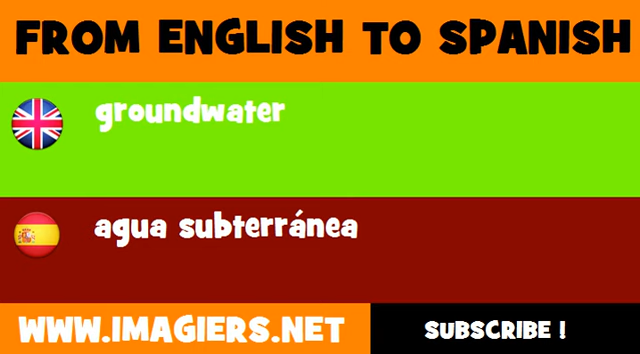 FROM ENGLISH TO SPANISH
groundwater
agua subterránea
WWW.IMAGIERS.NET
SUBSCRIBE !